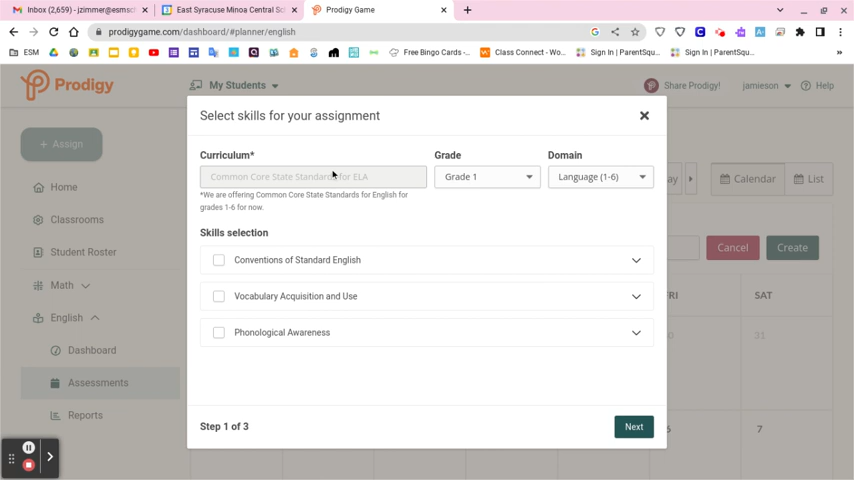 Inbox (2,659) - jzimmer@esmsch
East Syracuse Minoa Central Sc
Prodigy Game
prodigygame.com/dashboard/#planner/english
ESM
Free Bingo Cards -...
Class Connect - Wo...
Sign In | ParentSqu...
Sign In | ParentSqu...
Prodigy
My Students
Share Prodigy!
jamieson
Help
+ Assign
Select skills for your assignment
Curriculum*
Grade
Domain
Common Core State Standards for ELA
Grade 1
Language (1-6)
*We are offering Common Core State Standards for English for
grades 1-6 for now.
Home
Classrooms
Student Roster
Math
English
Dashboard
Assessments
Reports
Skills selection
Conventions of Standard English
Vocabulary Acquisition and Use
Phonological Awareness
Step 1 of 3
Next
ay
Calendar
List
Cancel
Create
FRI
SAT
31
7